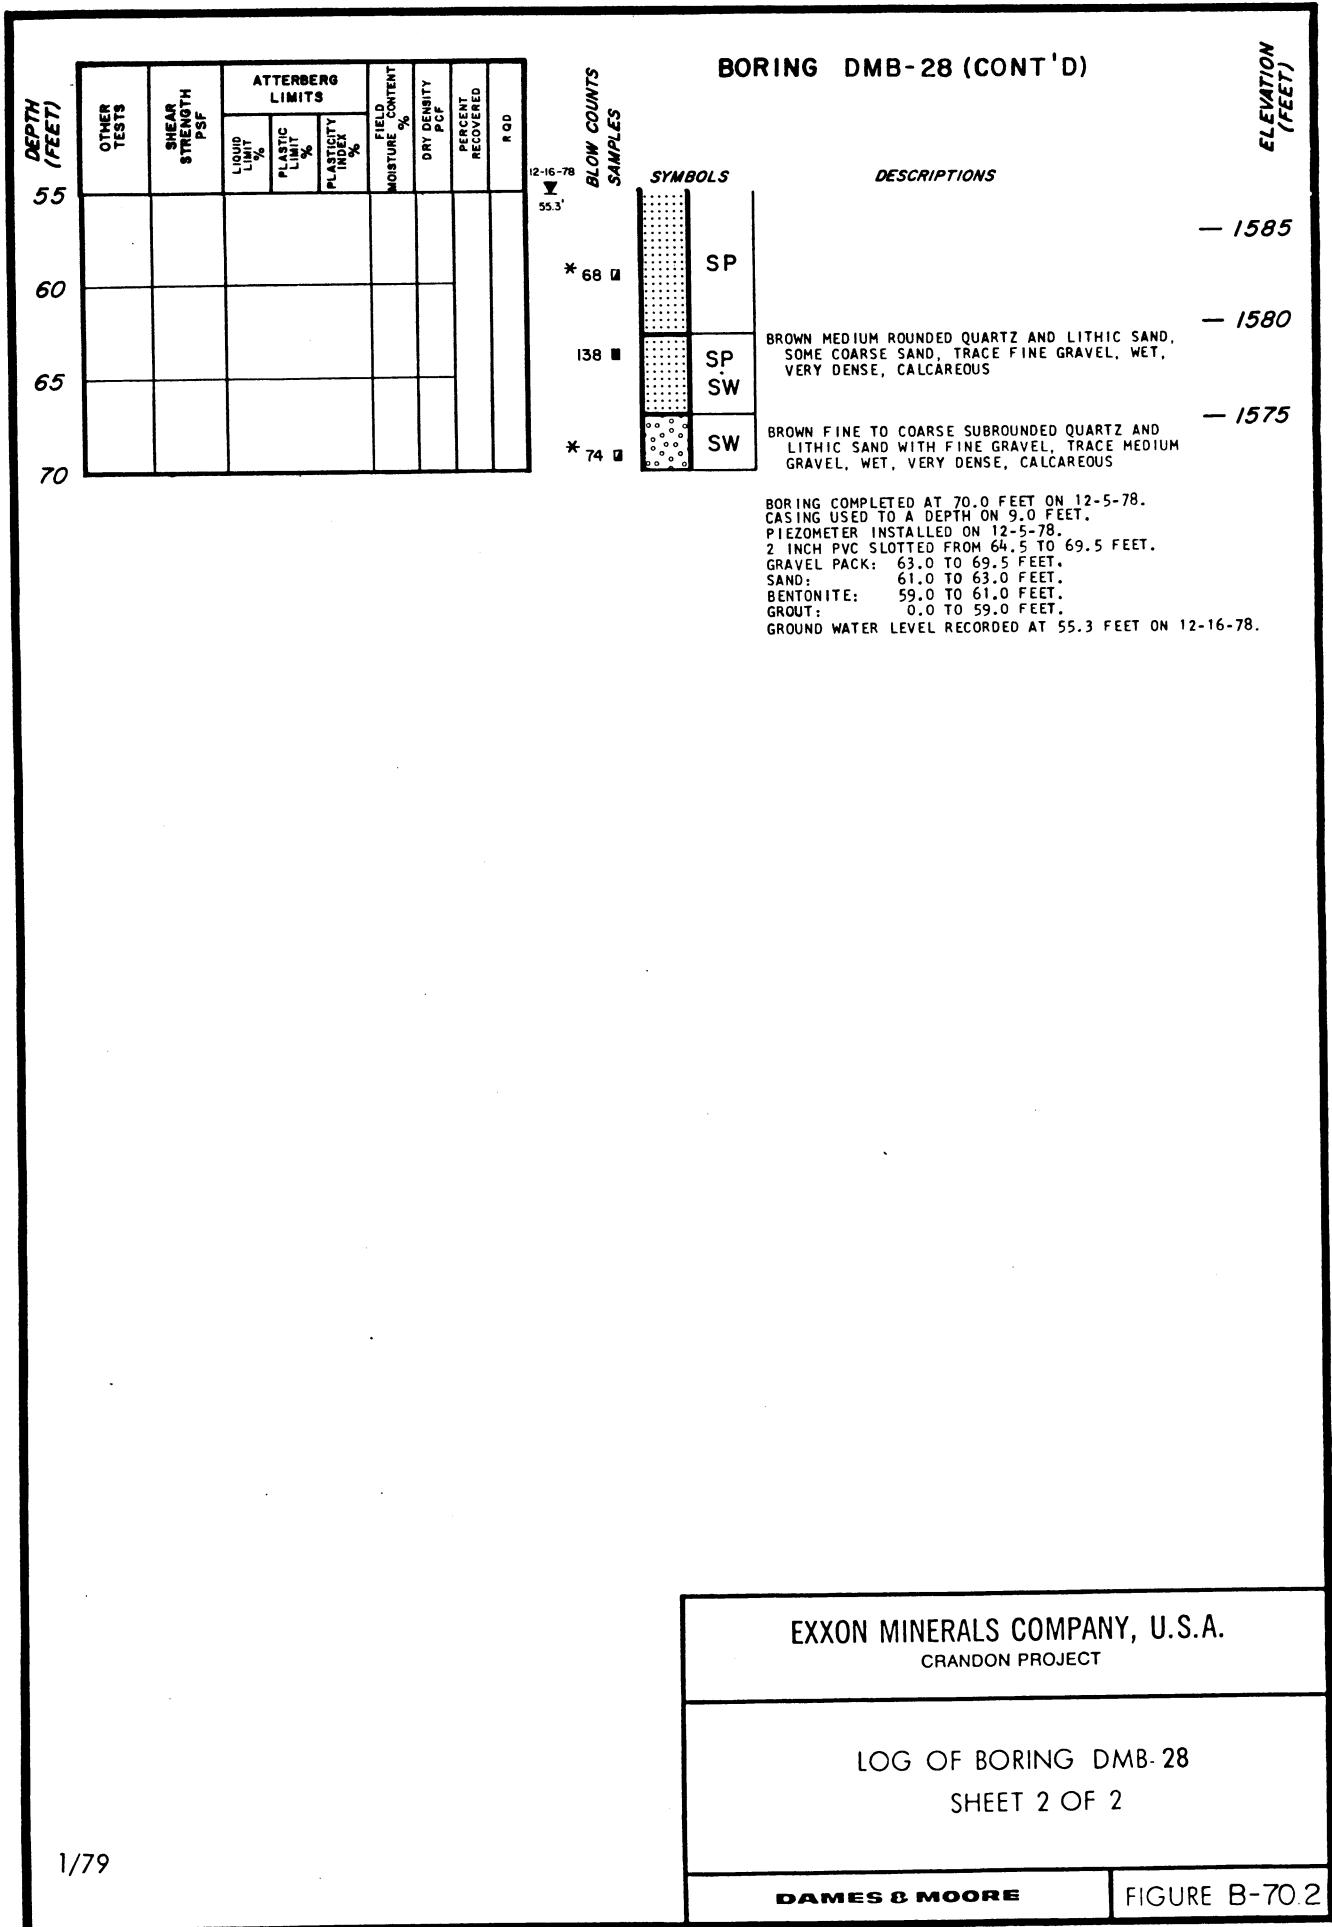 BORING DMB-28 (CONT'D)
DEPTH
(FEET)
OTHER
TESTS
SHEAR
STRENGTH
PSF
ATTERBERG
LIMITS
LIQUID
LIMIT
%
PLASTIC
LIMIT
%
PLASTICITY
INDEX
%
FIELD
MOISTURE CONTENT
%
DRY DENSITY
PCF
PERCENT
RECOVERED
RQD
12-16-78
55.3'
BLOW COUNTS
SAMPLES
SYMBOLS
DESCRIPTIONS
ELEVATION
(FEET)
55
— 1585
* 68
SP
60
— 1580
138
SP
SW
BROWN MEDIUM ROUNDED QUARTZ AND LITHIC SAND,
SOME COARSE SAND, TRACE FINE GRAVEL, WET,
VERY DENSE, CALCAREOUS
65
— 1575
* 74
SW
BROWN FINE TO COARSE SUBROUNDED QUARTZ AND
LITHIC SAND WITH FINE GRAVEL, TRACE MEDIUM
GRAVEL, WET, VERY DENSE, CALCAREOUS
70
BORING COMPLETED AT 70.0 FEET ON 12-5-78.
CASING USED TO A DEPTH ON 9.0 FEET.
PIEZOMETER INSTALLED ON 12-5-78.
2 INCH PVC SLOTTED FROM 64.5 TO 69.5 FEET.
GRAVEL PACK: 63.0 TO 69.5 FEET.
SAND: 61.0 TO 63.0 FEET.
BENTONITE: 59.0 TO 61.0 FEET.
GROUT: 0.0 TO 59.0 FEET.
GROUND WATER LEVEL RECORDED AT 55.3 FEET ON 12-16-78.
EXXON MINERALS COMPANY, U.S.A.
CRANDON PROJECT
LOG OF BORING DMB-28
SHEET 2 OF 2
1/79
DAMES & MOORE
FIGURE B-70.2